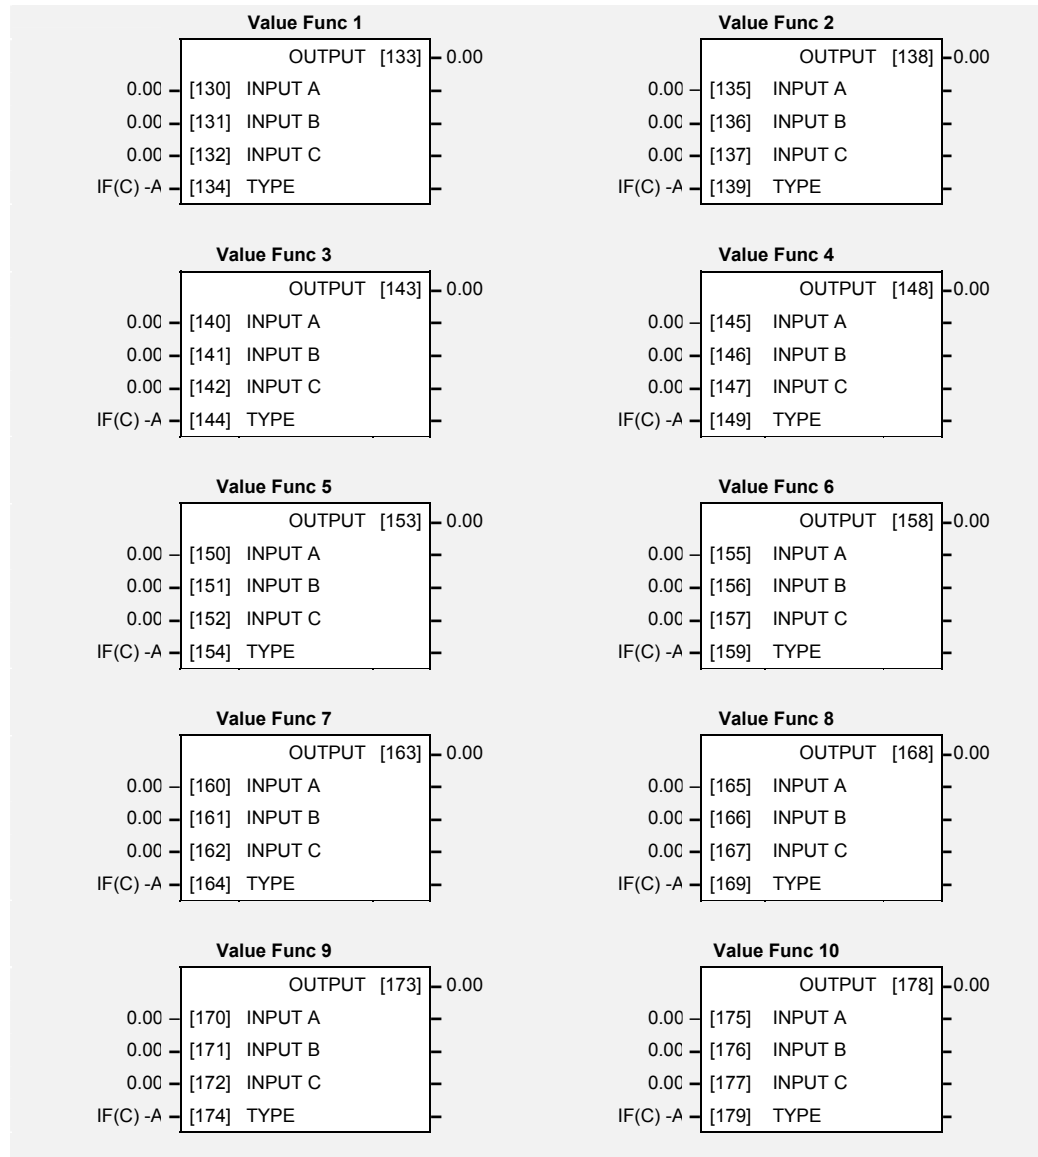 Value Func 1
OUTPUT [133] 0.00
0.00 [130] INPUT A
0.00 [131] INPUT B
0.00 [132] INPUT C
IF(C) -A [134] TYPE
Value Func 2
OUTPUT [138] 0.00
0.00 [135] INPUT A
0.00 [136] INPUT B
0.00 [137] INPUT C
IF(C) -A [139] TYPE
Value Func 3
OUTPUT [143] 0.00
0.00 [140] INPUT A
0.00 [141] INPUT B
0.00 [142] INPUT C
IF(C) -A [144] TYPE
Value Func 4
OUTPUT [148] 0.00
0.00 [145] INPUT A
0.00 [146] INPUT B
0.00 [147] INPUT C
IF(C) -A [149] TYPE
Value Func 5
OUTPUT [153] 0.00
0.00 [150] INPUT A
0.00 [151] INPUT B
0.00 [152] INPUT C
IF(C) -A [154] TYPE
Value Func 6
OUTPUT [158] 0.00
0.00 [155] INPUT A
0.00 [156] INPUT B
0.00 [157] INPUT C
IF(C) -A [159] TYPE
Value Func 7
OUTPUT [163] 0.00
0.00 [160] INPUT A
0.00 [161] INPUT B
0.00 [162] INPUT C
IF(C) -A [164] TYPE
Value Func 8
OUTPUT [168] 0.00
0.00 [165] INPUT A
0.00 [166] INPUT B
0.00 [167] INPUT C
IF(C) -A [169] TYPE
Value Func 9
OUTPUT [173] 0.00
0.00 [170] INPUT A
0.00 [171] INPUT B
0.00 [172] INPUT C
IF(C) -A [174] TYPE
Value Func 10
OUTPUT [178] 0.00
0.00 [175] INPUT A
0.00 [176] INPUT B
0.00 [177] INPUT C
IF(C) -A [179] TYPE